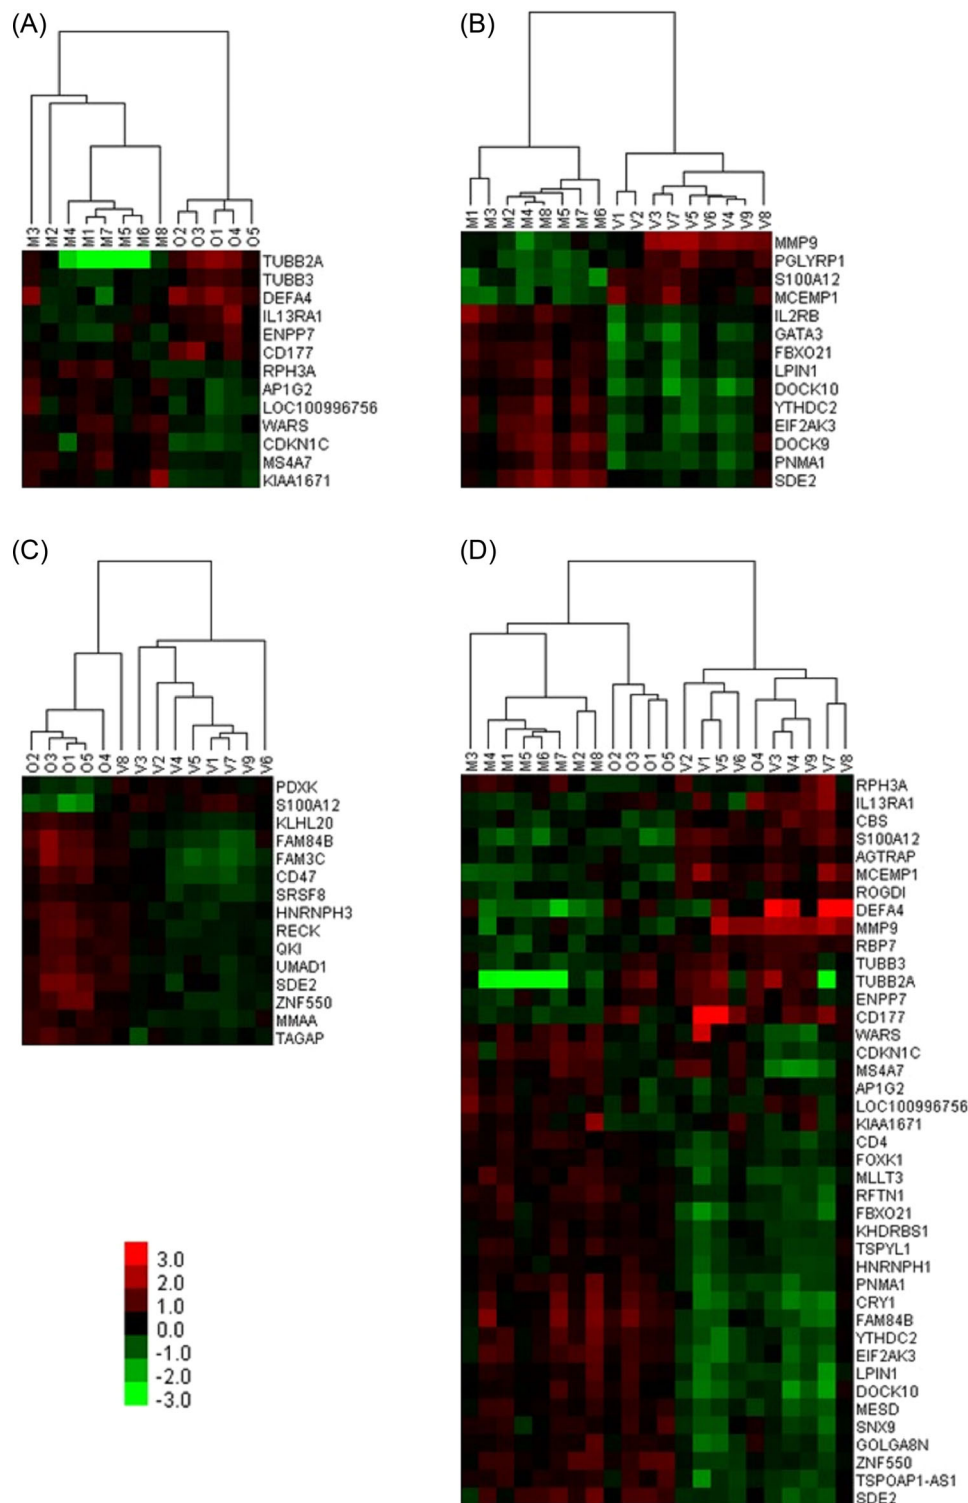 (A)
M3 M2 M4 M1 M7 M5 M6 M8 O2 O3 O1 O4 O5
TUBB2A
TUBB3
DEFA4
IL13RA1
ENPP7
CD177
RPH3A
AP1G2
LOC100996756
WARS
CDKN1C
MS4A7
KIAA1671
(B)
M1 M3 M2 M4 M8 M5 M7 M6 V1 V2 V3 V7 V5 V6 V4 V9 V8
MMP9
PGLYRP1
S100A12
MCEMP1
IL2RB
GATA3
FBXO21
LPIN1
DOCK10
YTHDC2
EIF2AK3
DOCK9
PNMA1
SDE2
(C)
O2 O3 O1 O5 O4 V8 V3 V2 V4 V5 V1 V7 V9 V6
PDXK
S100A12
KLHL20
FAM84B
FAM3C
CD47
SRSF8
HNRNPH3
RECK
QKI
UMAD1
SDE2
ZNF550
MMAA
TAGAP
3.0
2.0
1.0
0.0
-1.0
-2.0
-3.0
(D)
M3 M4 M1 M5 M6 M7 M2 M8 O2 O3 O1 O5 V2 V1 V5 V6 O4 V3 V4 V9 V7 V8
RPH3A
IL13RA1
CBS
S100A12
AGTRAP
MCEMP1
ROGDI
DEFA4
MMP9
RBP7
TUBB3
TUBB2A
ENPP7
CD177
WARS
CDKN1C
MS4A7
AP1G2
LOC100996756
KIAA1671
CD4
FOXK1
MLLT3
RFTN1
FBXO21
KHDRBS1
TSPYL1
HNRNPH1
PNMA1
CRY1
FAM84B
YTHDC2
EIF2AK3
LPIN1
DOCK10
MESD
SNX9
GOLGA8N
ZNF550
TSPOAP1-AS1
SDE2